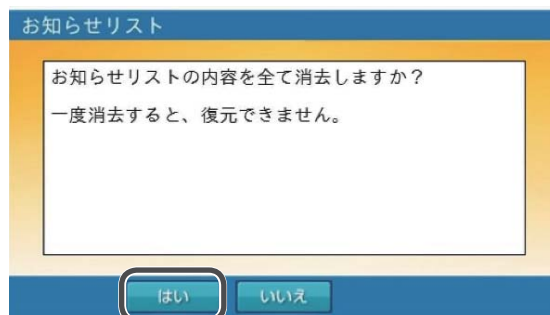 お知らせリスト
お知らせリストの内容を全て消去しますか？
一度消去すると、復元できません。
はい
いいえ